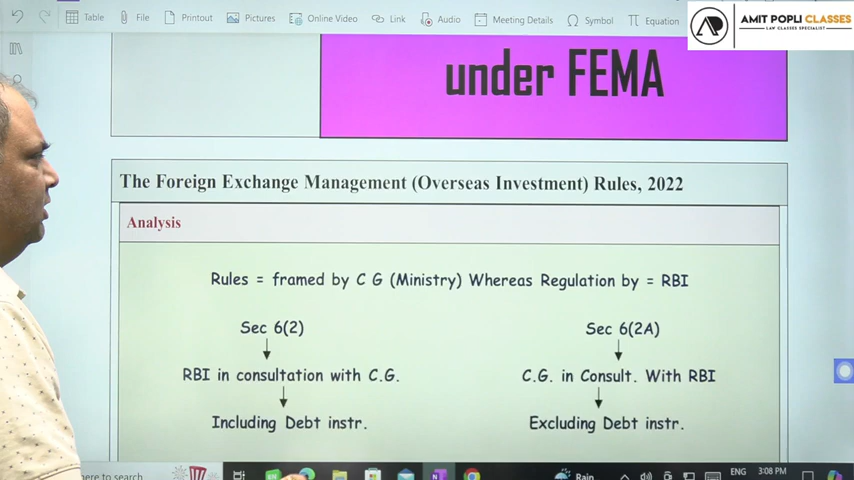 Table File Printout Pictures Online Video Link Audio Meeting Details Symbol Equation
AMIT POPLI CLASSES
LAW CLASSES SPECIALIST
under FEMA
The Foreign Exchange Management (Overseas Investment) Rules, 2022
Analysis
Rules = framed by C G (Ministry) Whereas Regulation by = RBI
Sec 6(2) Sec 6(2A)
RBI in consultation with C.G. C.G. in Consult. With RBI
Including Debt instr. Excluding Debt instr.
here to search Rain ENG 3:08 PM